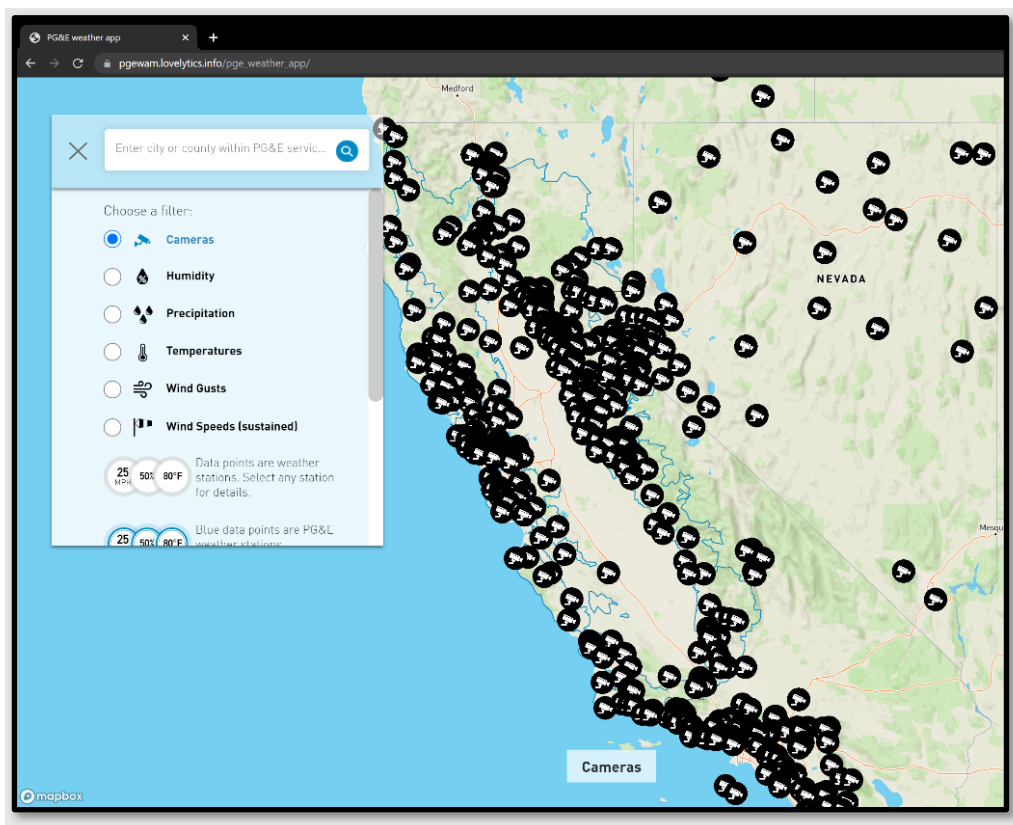 PG&E weather app
pgewam.lovelytics.info/pge_weather_app/
Medford
Enter city or county within PG&E servic...
Choose a filter:
Cameras
Humidity
Precipitation
Temperatures
Wind Gusts
Wind Speeds (sustained)
25 MPH 50% 80°F
Data points are weather
stations. Select any station
for details.
25 50% 80°F
Blue data points are PG&E
weather stations
NEVADA
Mesqu
Cameras
mapbox